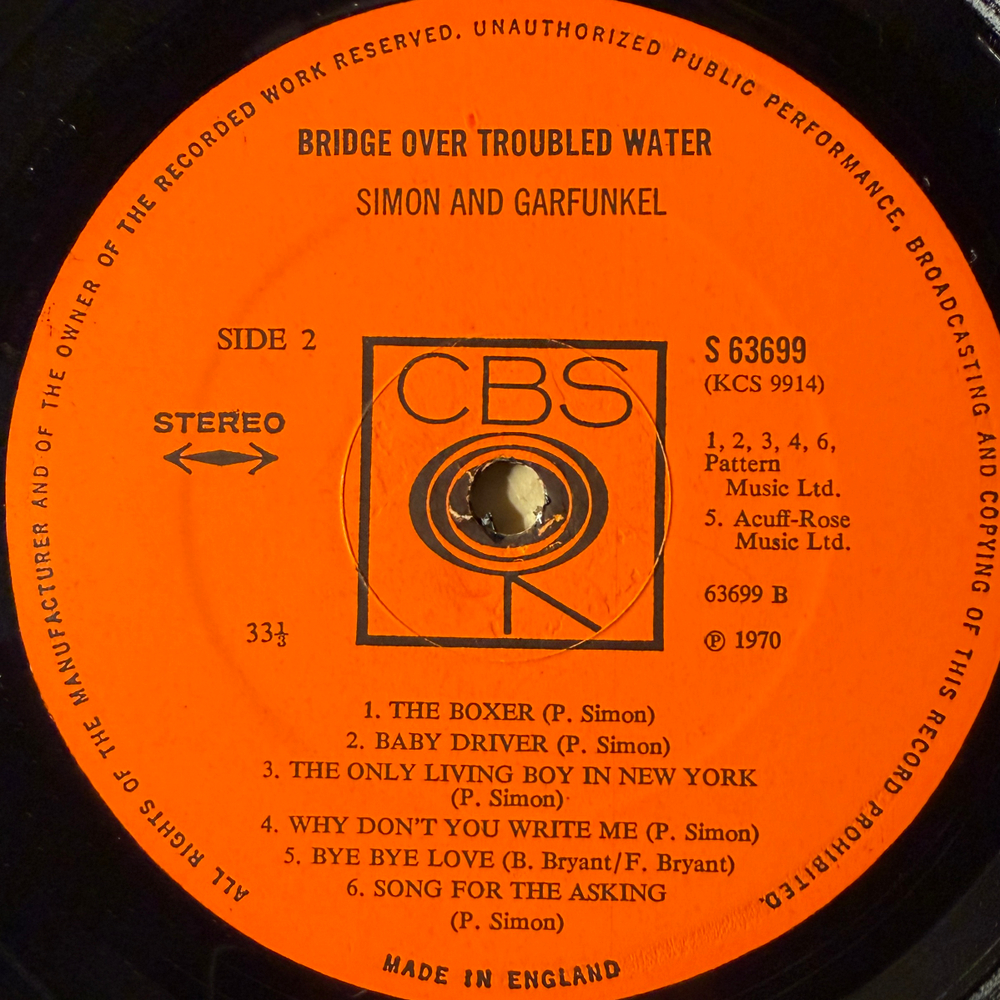 ALL RIGHTS OF THE MANUFACTURER AND OF THE OWNER OF THE RECORDED WORK RESERVED. UNAUTHORIZED PUBLIC PERFORMANCE, BROADCASTING AND COPYING OF THIS RECORD PROHIBITED.
BRIDGE OVER TROUBLED WATER
SIMON AND GARFUNKEL
SIDE 2
STEREO
33⅓
CBS
S 63699
(KCS 9914)
1, 2, 3, 4, 6,
Pattern
Music Ltd.
5. Acuff-Rose
Music Ltd.
63699 B
℗ 1970
1. THE BOXER (P. Simon)
2. BABY DRIVER (P. Simon)
3. THE ONLY LIVING BOY IN NEW YORK
(P. Simon)
4. WHY DON'T YOU WRITE ME (P. Simon)
5. BYE BYE LOVE (B. Bryant/F. Bryant)
6. SONG FOR THE ASKING
(P. Simon)
MADE IN ENGLAND